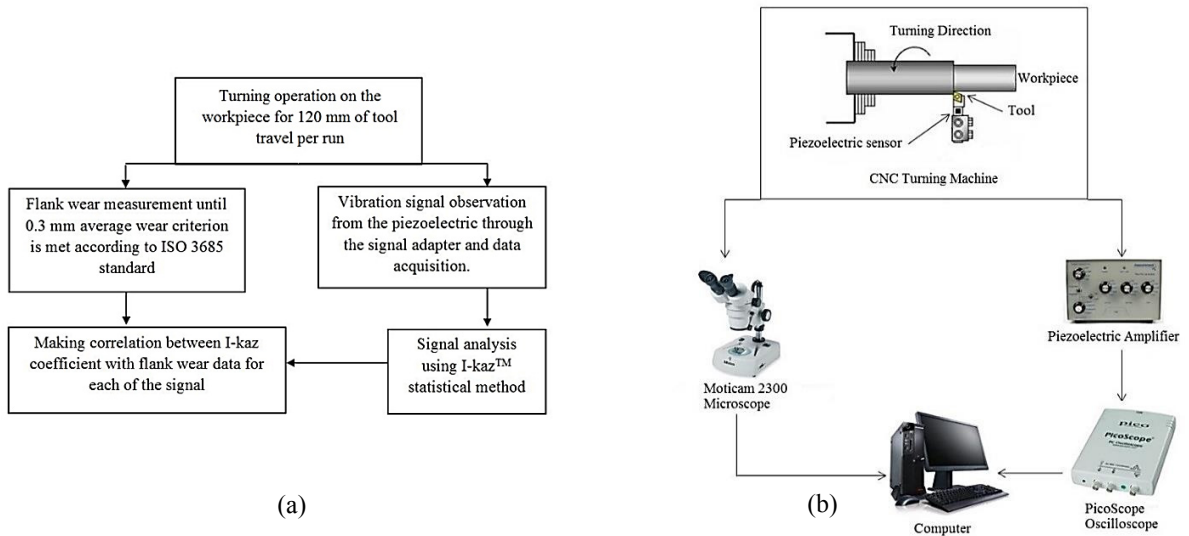 Turning operation on the
workpiece for 120 mm of tool
travel per run
Flank wear measurement until
0.3 mm average wear criterion
is met according to ISO 3685
standard
Vibration signal observation
from the piezoelectric through
the signal adapter and data
acquisition.
Making correlation between I-kaz
coefficient with flank wear data for
each of the signal
Signal analysis
using I-kaz™
statistical method
(a)
Turning Direction
Workpiece
Tool
Piezoelectric sensor
CNC Turning Machine
Piezoelectric Amplifier
Moticam 2300
Microscope
pico
PicoScope
PicoScope
Oscilloscope
Computer
(b)